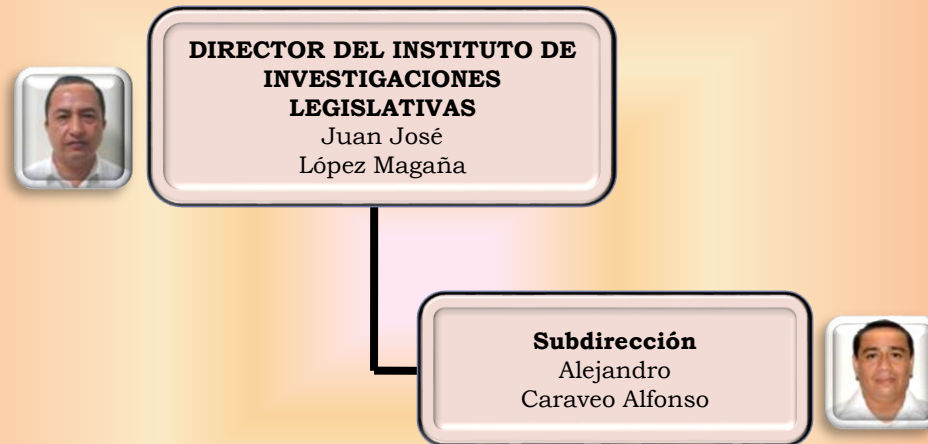 DIRECTOR DEL INSTITUTO DE
INVESTIGACIONES
LEGISLATIVAS
Juan José
López Magaña
Subdirección
Alejandro
Caraveo Alfonso